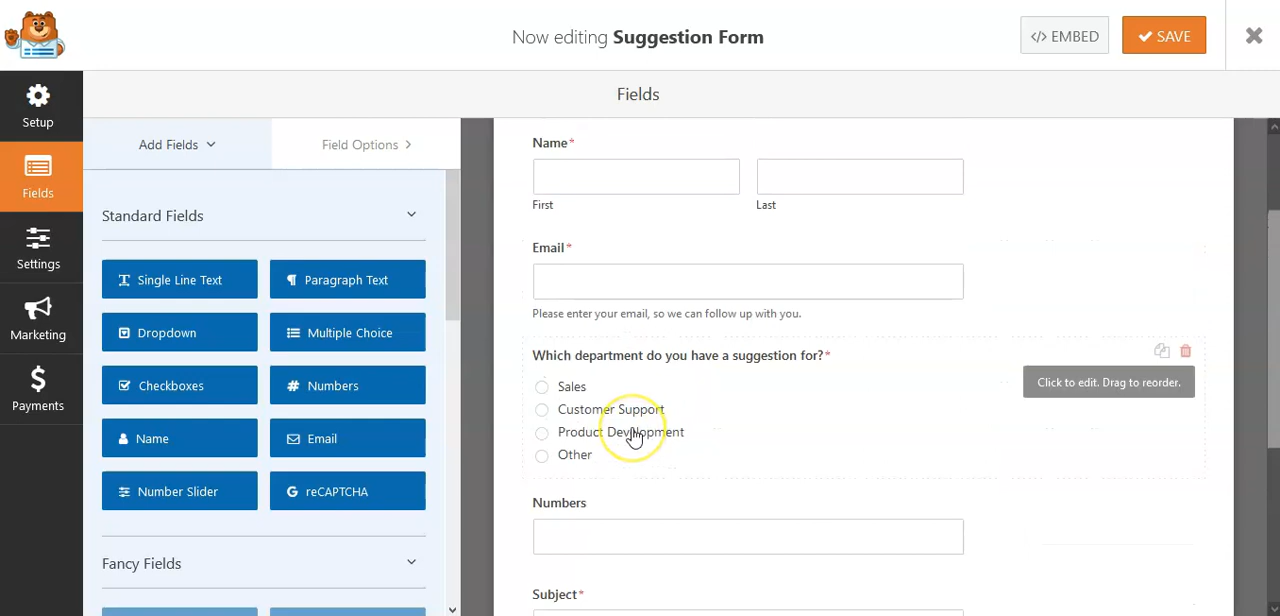 Now editing Suggestion Form
</> EMBED
SAVE
Setup
Fields
Settings
Marketing
Payments
Fields
Add Fields
Field Options
Standard Fields
Single Line Text
Paragraph Text
Dropdown
Multiple Choice
Checkboxes
# Numbers
Name
Email
Number Slider
G reCAPTCHA
Fancy Fields
Name*
First
Last
Email*
Please enter your email, so we can follow up with you.
Which department do you have a suggestion for?*
Click to edit. Drag to reorder.
Sales
Customer Support
Product Development
Other
Numbers
Subject*